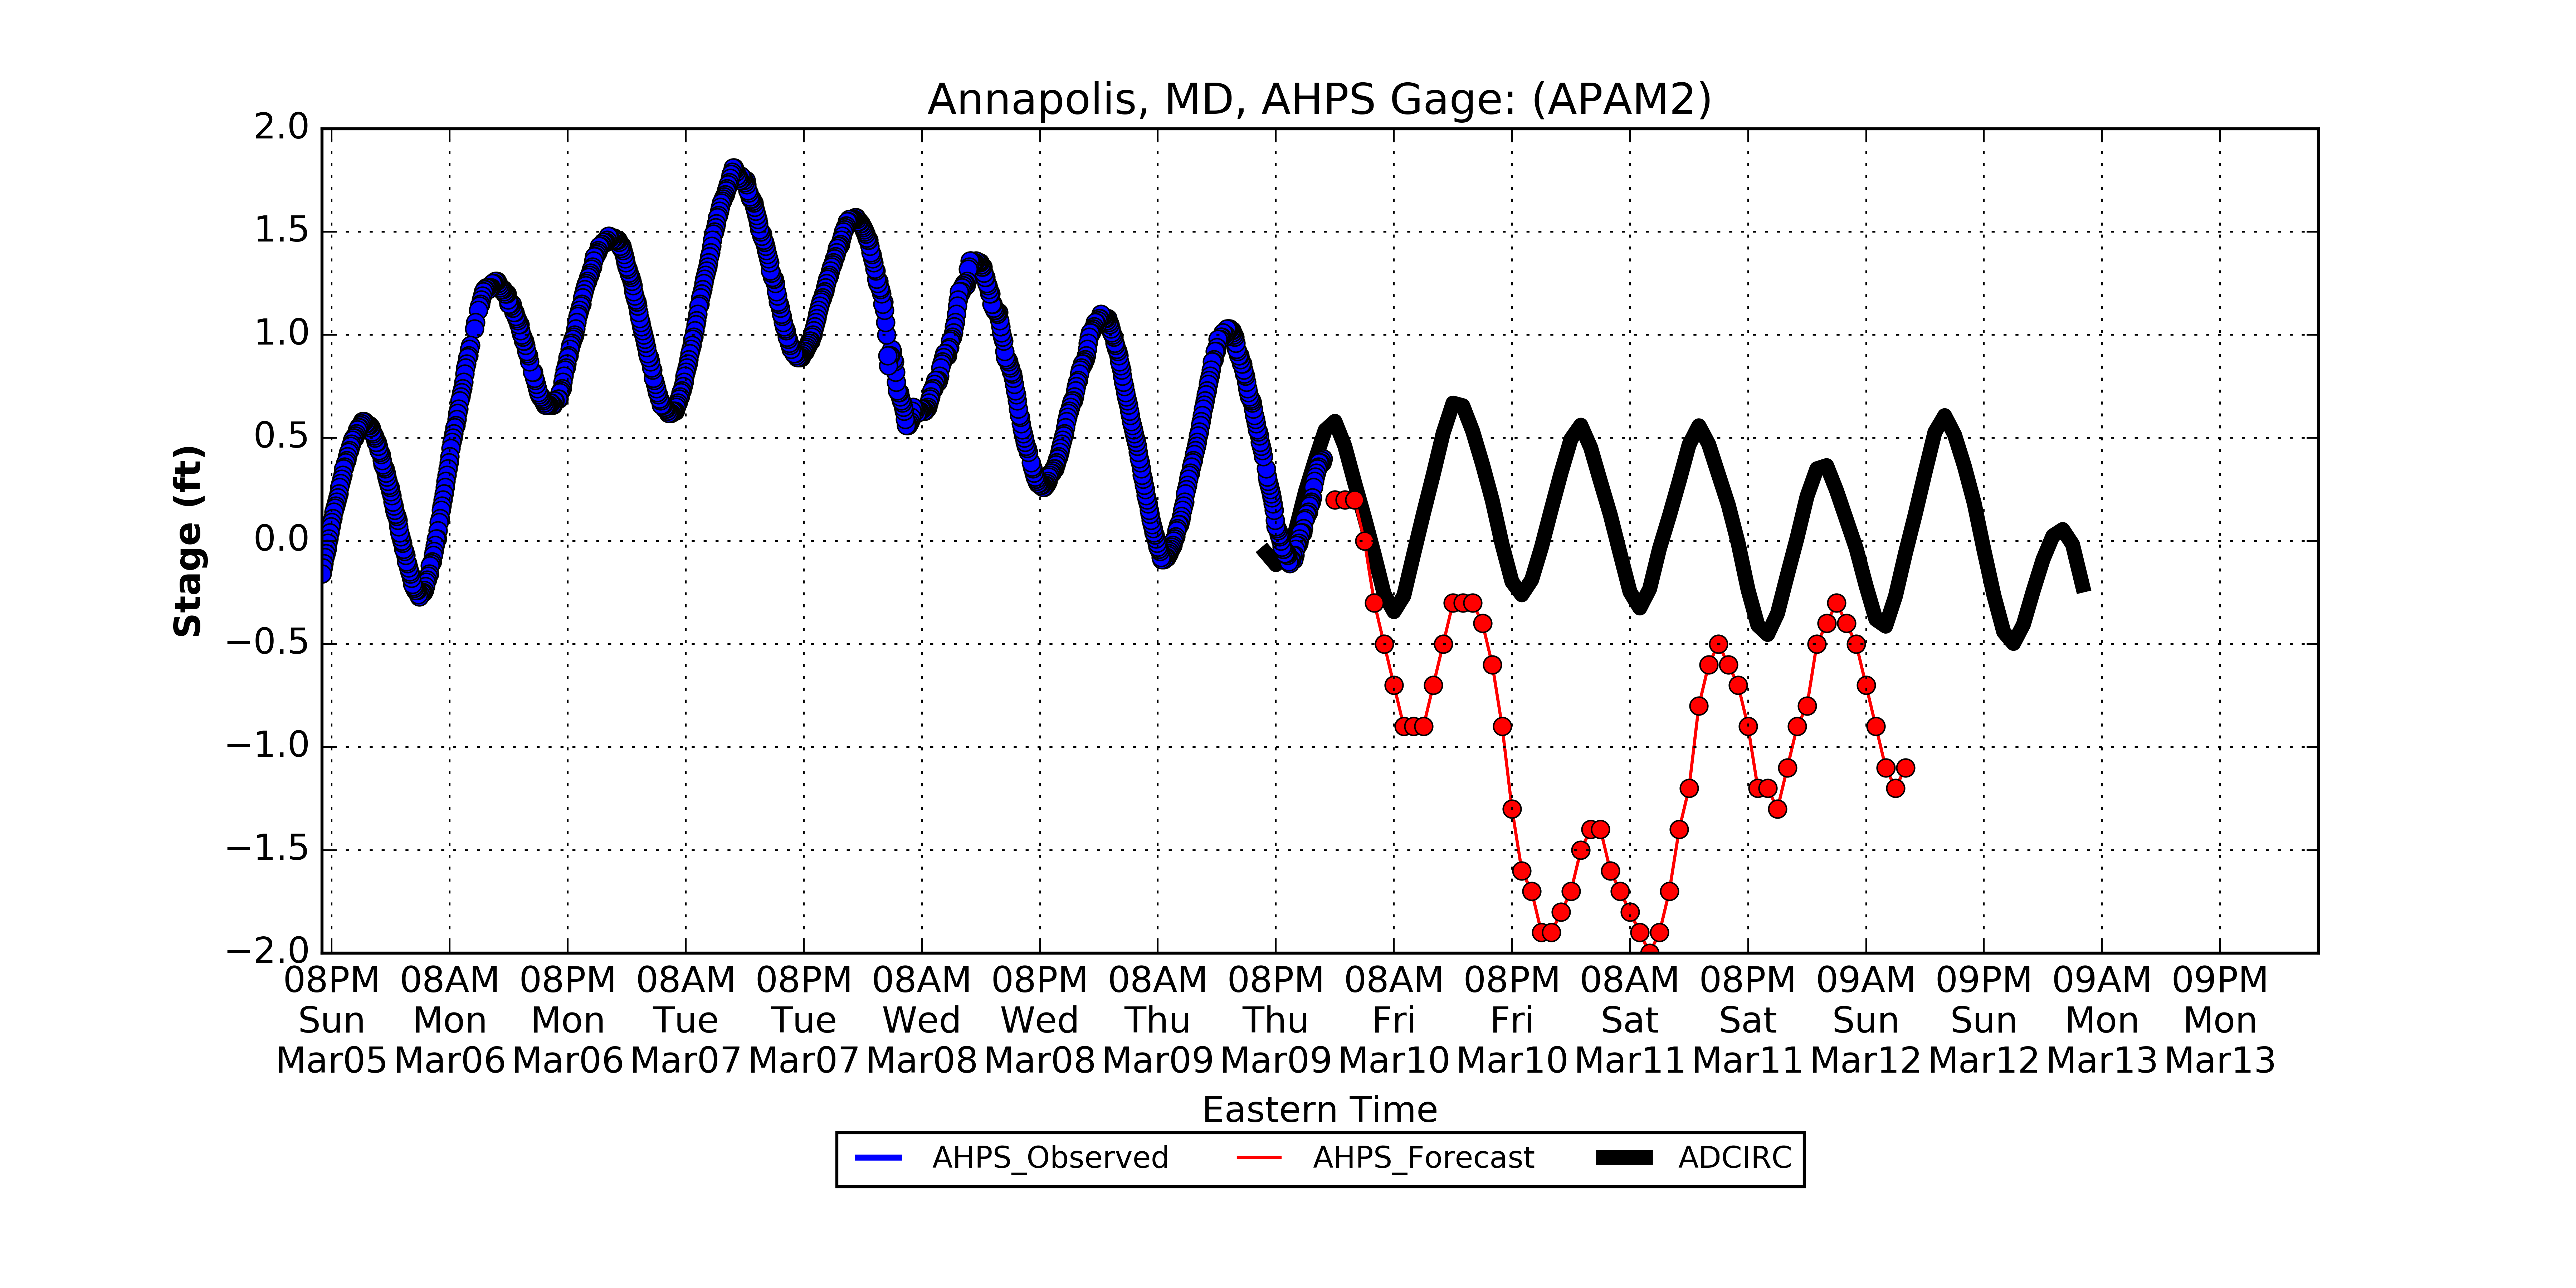 Annapolis, MD, AHPS Gage: (APAM2)
2.0
1.5
1.0
0.5
0.0
−0.5
−1.0
−1.5
−2.0
Stage (ft)
08PM 08AM 08PM 08AM 08PM 08AM 08PM 08AM 08PM 08AM 08PM 08AM 08PM 09AM 09PM 09AM 09PM
Sun Mon Mon Tue Tue Wed Wed Thu Thu Fri Fri Sat Sat Sun Sun Mon Mon
Mar05 Mar06 Mar06 Mar07 Mar07 Mar08 Mar08 Mar09 Mar09 Mar10 Mar10 Mar11 Mar11 Mar12 Mar12 Mar13 Mar13
Eastern Time
AHPS_Observed AHPS_Forecast ADCIRC